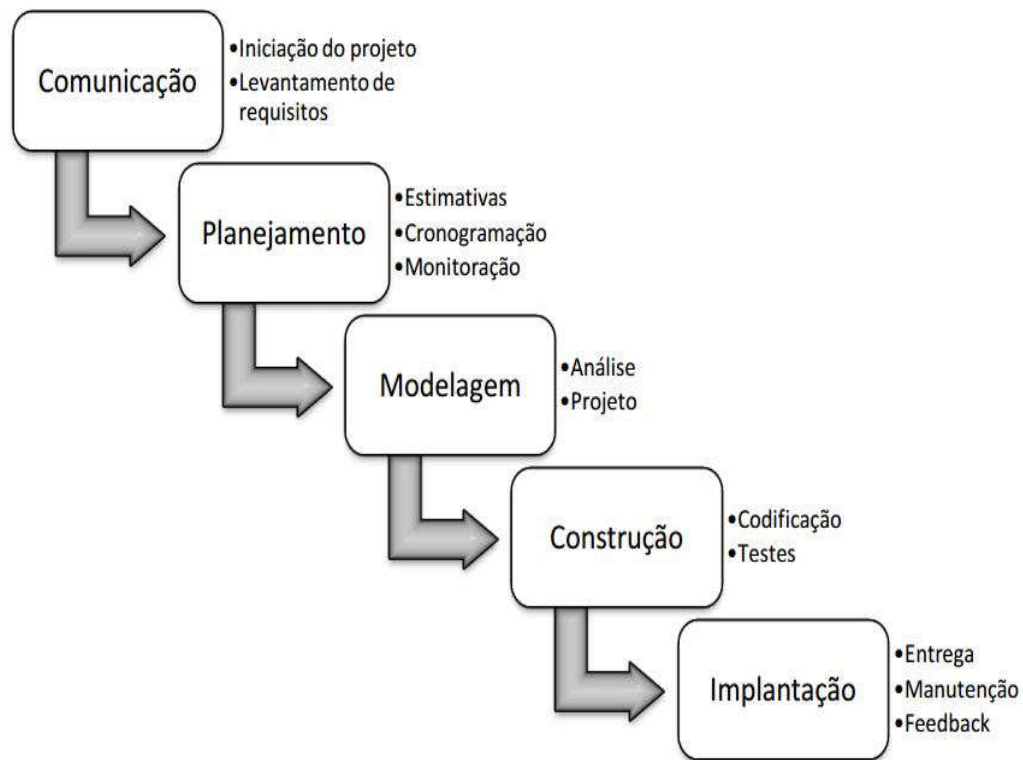 Comunicação
•Iniciação do projeto
•Levantamento de
requisitos
Planejamento
•Estimativas
•Cronogramação
•Monitoração
Modelagem
•Análise
•Projeto
Construção
•Codificação
•Testes
Implantação
•Entrega
•Manutenção
•Feedback